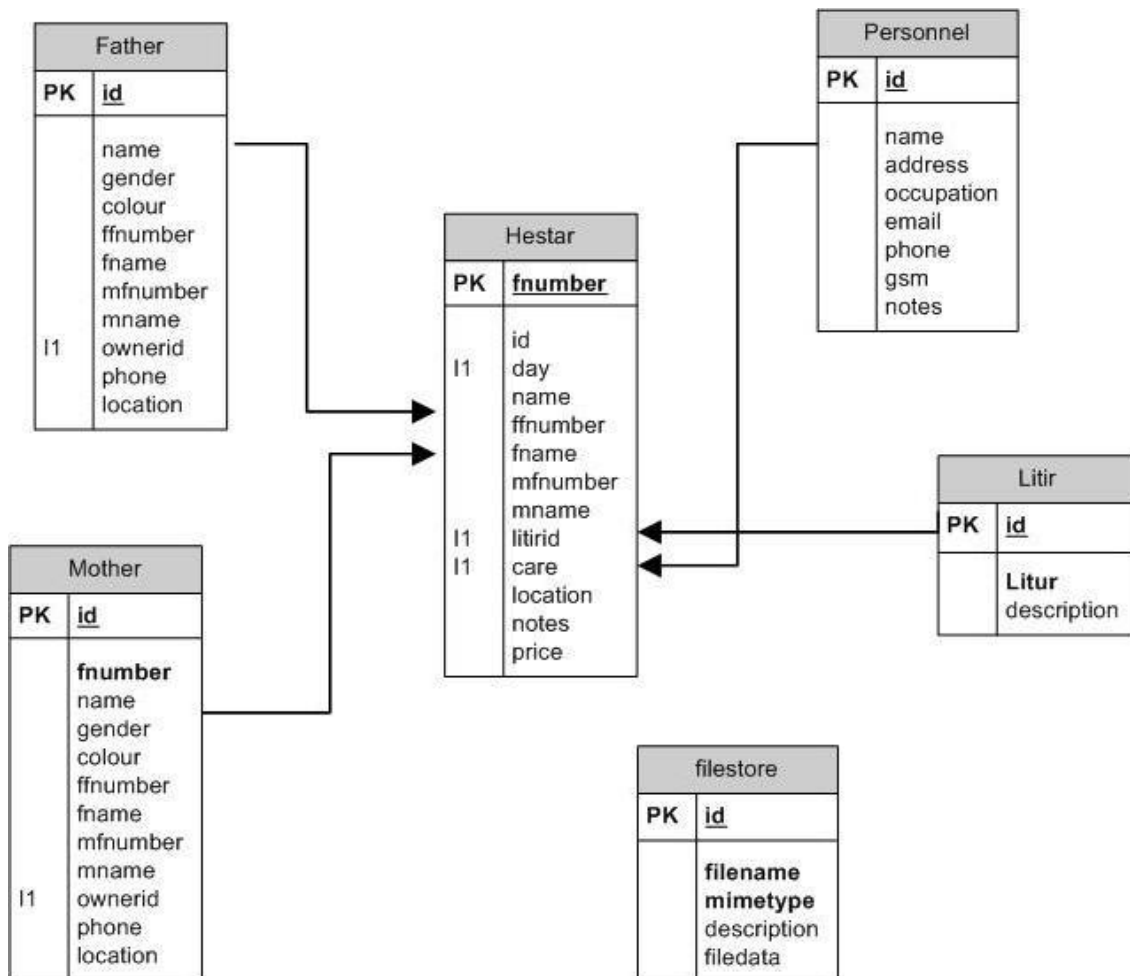 Father
PK id
name
gender
colour
ffnumber
fname
mfnumber
mname
I1 ownerid
phone
location
Personnel
PK id
name
address
occupation
email
phone
gsm
notes
Hestar
PK fnumber
id
I1 day
name
ffnumber
fname
mfnumber
mname
I1 litirid
I1 care
location
notes
price
Litir
PK id
Litur
description
Mother
PK id
fnumber
name
gender
colour
ffnumber
fname
mfnumber
mname
I1 ownerid
phone
location
filestore
PK id
filename
mimetype
description
filedata